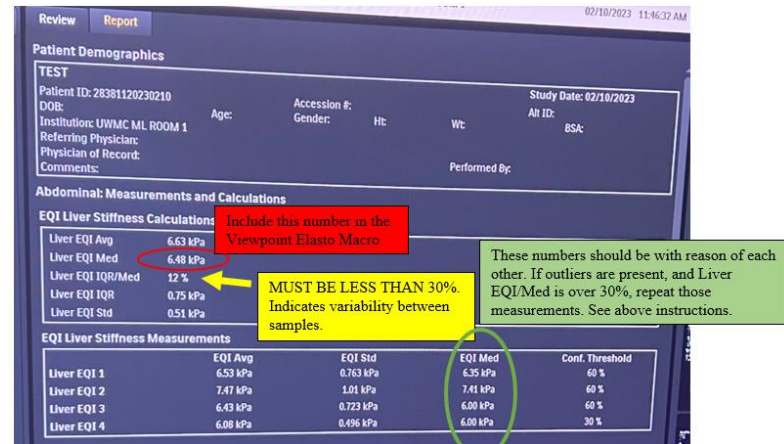 02/10/2023 11:46:32 AM
Review Report
Patient Demographics
TEST
Patient ID: 28381120230210 Study Date: 02/10/2023
DOB: Age: Accession #: Alt ID:
Institution: UWMC ML ROOM 1 Gender: Ht: Wt: BSA:
Referring Physician:
Physician of Record:
Comments: Performed By:
Abdominal: Measurements and Calculations
EQI Liver Stiffness Calculations
Liver EQI Avg 6.63 kPa
Liver EQI Med 6.48 kPa
Liver EQI IQR/Med 12 %
Liver EQI IQR 0.75 kPa
Liver EQI Std 0.51 kPa
Include this number in the
Viewpoint Elasto Macro
MUST BE LESS THAN 30%.
Indicates variability between
samples.
These numbers should be with reason of each
other. If outliers are present, and Liver
EQI/Med is over 30%, repeat those
measurements. See above instructions.
EQI Liver Stiffness Measurements
EQI Avg EQI Std EQI Med Conf. Threshold
Liver EQI 1 6.53 kPa 0.763 kPa 6.35 kPa 60 %
Liver EQI 2 7.47 kPa 1.01 kPa 7.41 kPa 60 %
Liver EQI 3 6.43 kPa 0.723 kPa 6.00 kPa 60 %
Liver EQI 4 6.08 kPa 0.496 kPa 6.00 kPa 30 %